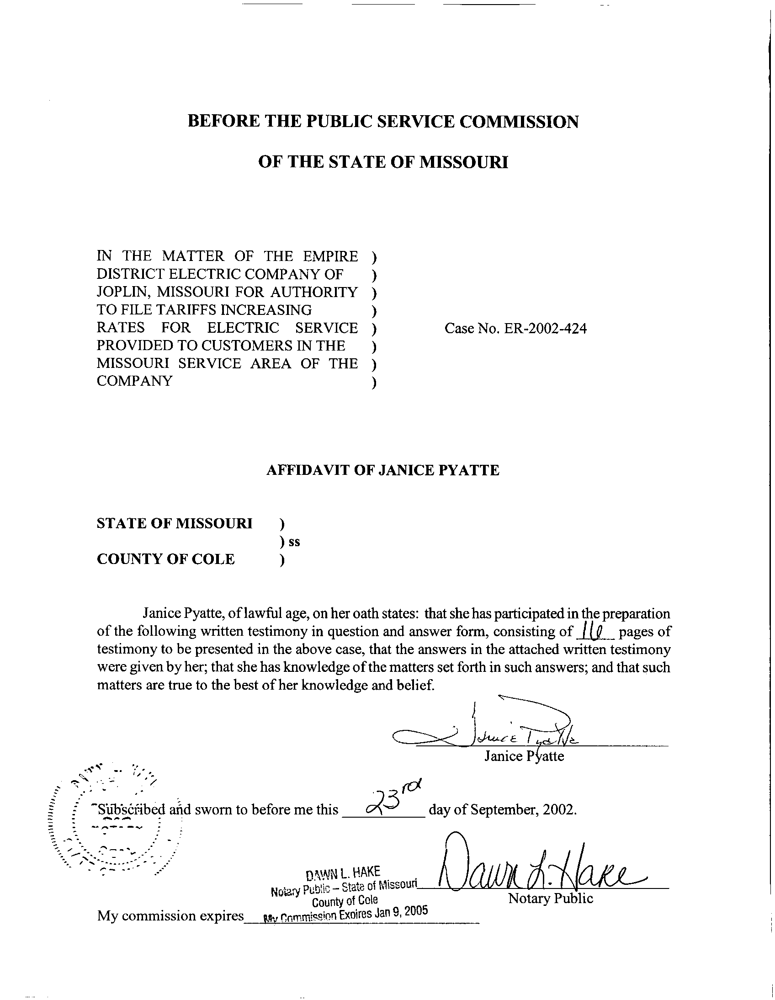 BEFORE THE PUBLIC SERVICE COMMISSION
OF THE STATE OF MISSOURI
IN THE MATTER OF THE EMPIRE )
DISTRICT ELECTRIC COMPANY OF )
JOPLIN, MISSOURI FOR AUTHORITY )
TO FILE TARIFFS INCREASING )
RATES FOR ELECTRIC SERVICE ) Case No. ER-2002-424
PROVIDED TO CUSTOMERS IN THE )
MISSOURI SERVICE AREA OF THE )
COMPANY )
AFFIDAVIT OF JANICE PYATTE
STATE OF MISSOURI )
) ss
COUNTY OF COLE )
Janice Pyatte, of lawful age, on her oath states: that she has participated in the preparation
of the following written testimony in question and answer form, consisting of pages of
testimony to be presented in the above case, that the answers in the attached written testimony
were given by her; that she has knowledge of the matters set forth in such answers; and that such
matters are true to the best of her knowledge and belief.
Janice Pyatte
Janice Pyatte
Subscribed and sworn to before me this 23rd day of September, 2002.
Dawn L. Hake
DAWN L. HAKE
Notary Public – State of Missouri
County of Cole
Notary Public
My commission expires My Commission Expires Jan 9, 2005